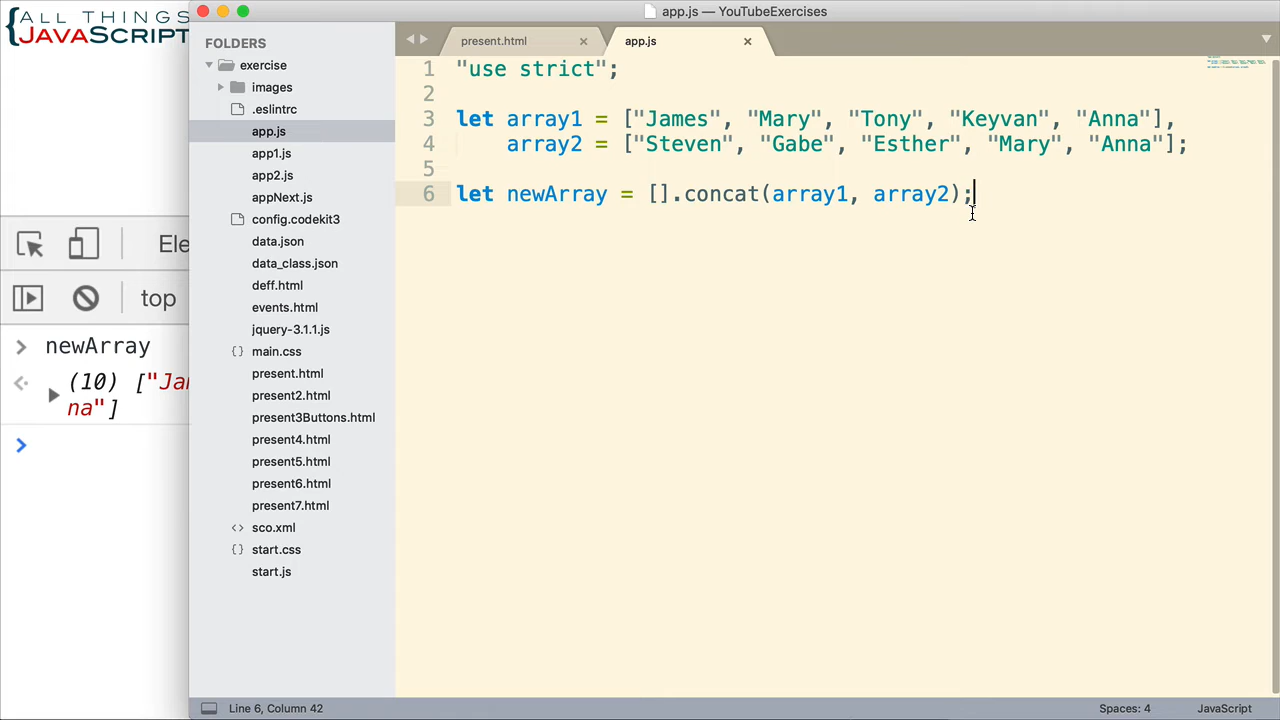 {ALL THINGS
JAVASCRIPT
app.js — YouTubeExercises
FOLDERS
exercise
images
.eslintrc
app.js
app1.js
app2.js
appNext.js
config.codekit3
data.json
data_class.json
deff.html
events.html
jquery-3.1.1.js
{} main.css
present.html
present2.html
present3Buttons.html
present4.html
present5.html
present6.html
present7.html
<> sco.xml
{} start.css
start.js
present.html
app.js
1 "use strict";
2
3 let array1 = ["James", "Mary", "Tony", "Keyvan", "Anna"],
4 array2 = ["Steven", "Gabe", "Esther", "Mary", "Anna"];
5
6 let newArray = [].concat(array1, array2);
Ele
top
> newArray
(10) ["Jan
na"]
>
Line 6, Column 42
Spaces: 4
JavaScript